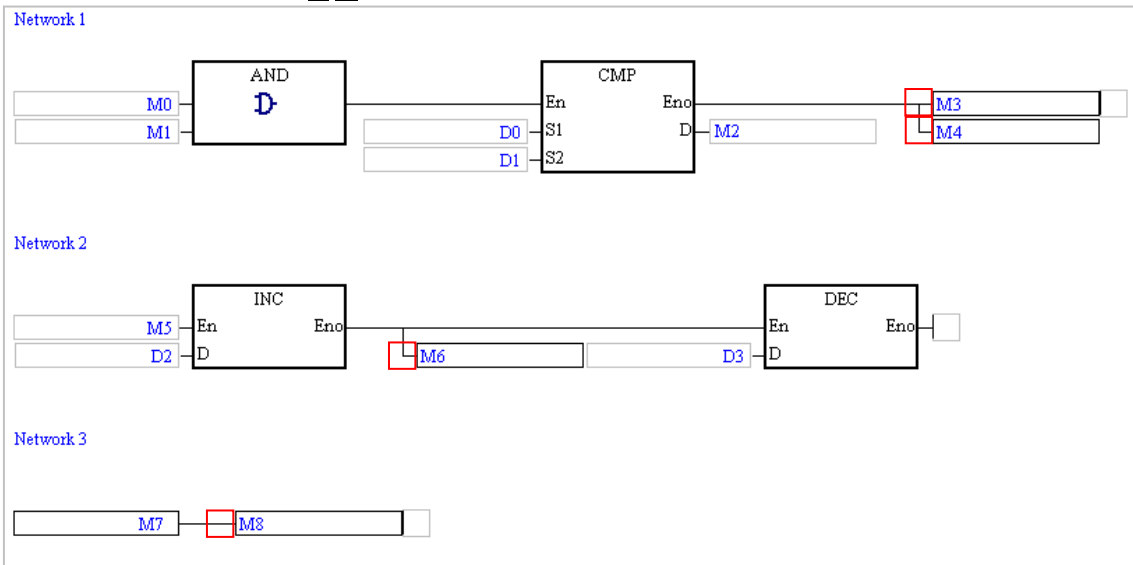 Network 1
AND CMP
M0 En Eno M3
M1 D0 S1 D M2 M4
D1 S2
Network 2
INC DEC
M5 En Eno En Eno
D2 D M6 D3 D
Network 3
M7 M8